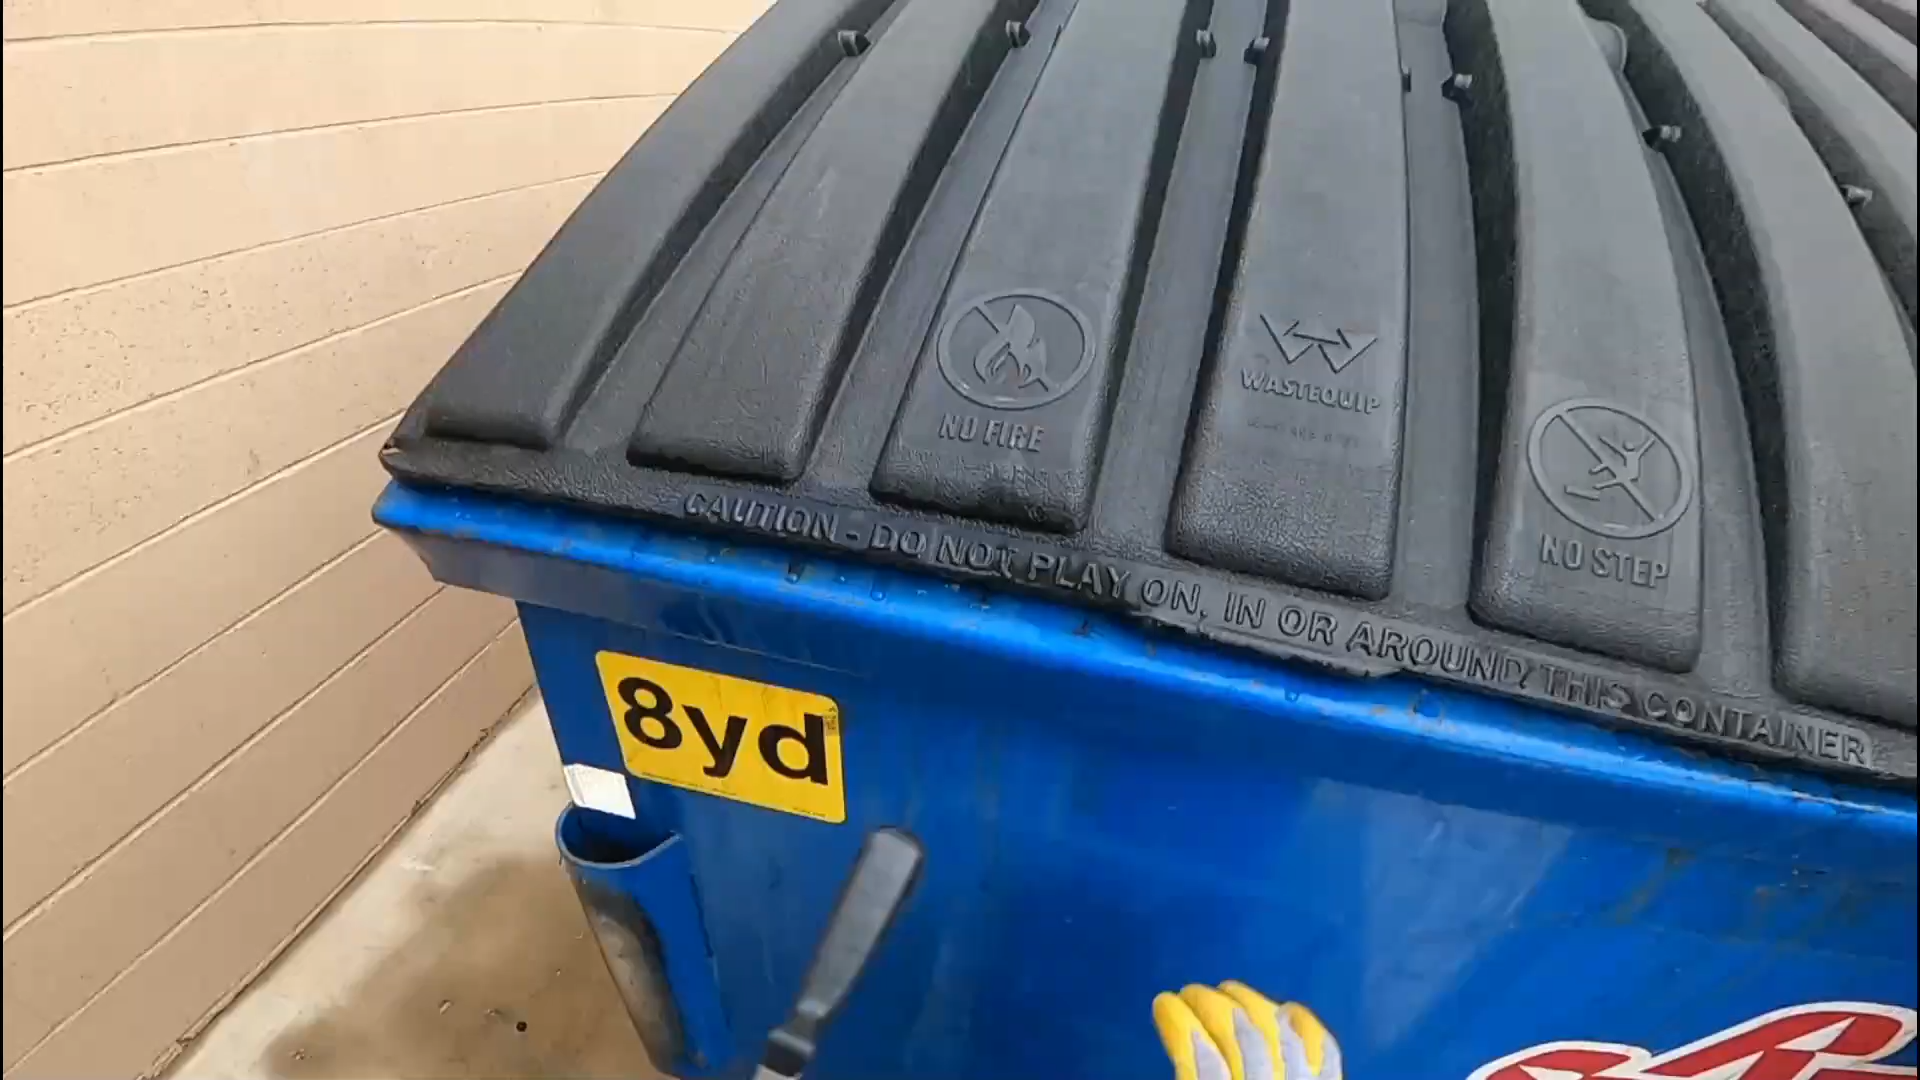 NO FIRE
WASTEQUIP
NO STEP
CAUTION - DO NOT PLAY ON, IN OR AROUND THIS CONTAINER
8yd